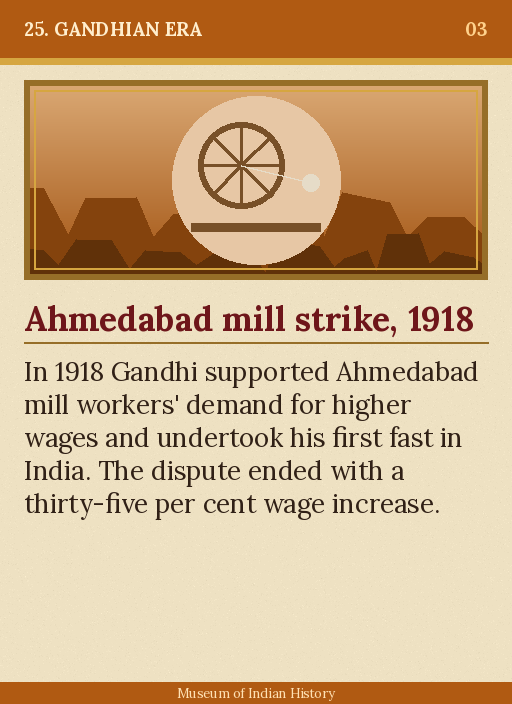 25. GANDHIAN ERA
03
Ahmedabad mill strike, 1918
In 1918 Gandhi supported Ahmedabad
mill workers' demand for higher
wages and undertook his first fast in
India. The dispute ended with a
thirty-five per cent wage increase.
Museum of Indian History